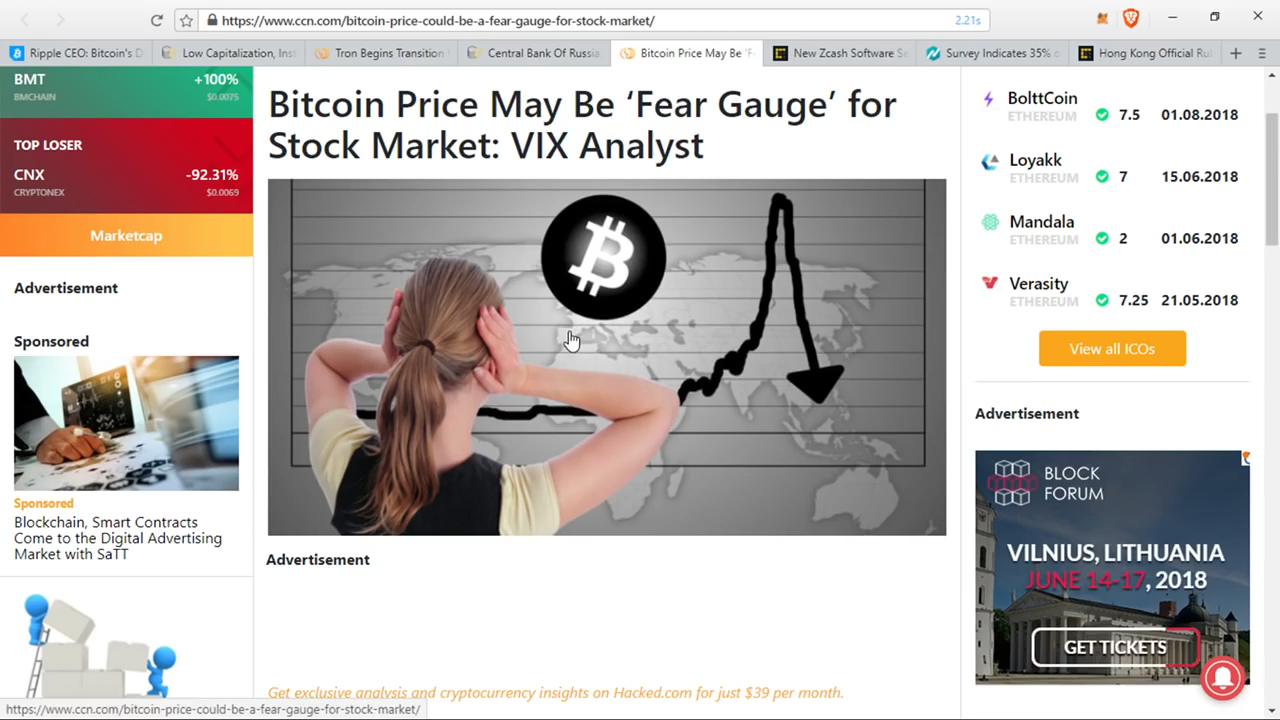 https://www.ccn.com/bitcoin-price-could-be-a-fear-gauge-for-stock-market/
2.21s
Ripple CEO: Bitcoin's D
Low Capitalization, Ins
Tron Begins Transition
Central Bank Of Russia
Bitcoin Price May Be 'F
New Zcash Software Se
Survey Indicates 35% o
Hong Kong Official Ru
BMT
+100%
BMCHAIN
$0.0075
TOP LOSER
CNX
-92.31%
CRYPTONEX
$0.0069
Marketcap
Advertisement
Sponsored
Sponsored
Blockchain, Smart Contracts
Come to the Digital Advertising
Market with SaTT
Bitcoin Price May Be ‘Fear Gauge’ for
Stock Market: VIX Analyst
Advertisement
Get exclusive analysis and cryptocurrency insights on Hacked.com for just $39 per month.
BolttCoin
ETHEREUM
7.5
01.08.2018
Loyakk
ETHEREUM
7
15.06.2018
Mandala
ETHEREUM
2
01.06.2018
Verasity
ETHEREUM
7.25
21.05.2018
View all ICOs
Advertisement
BLOCK
FORUM
VILNIUS, LITHUANIA
JUNE 14-17, 2018
GET TICKETS
https://www.ccn.com/bitcoin-price-could-be-a-fear-gauge-for-stock-market/